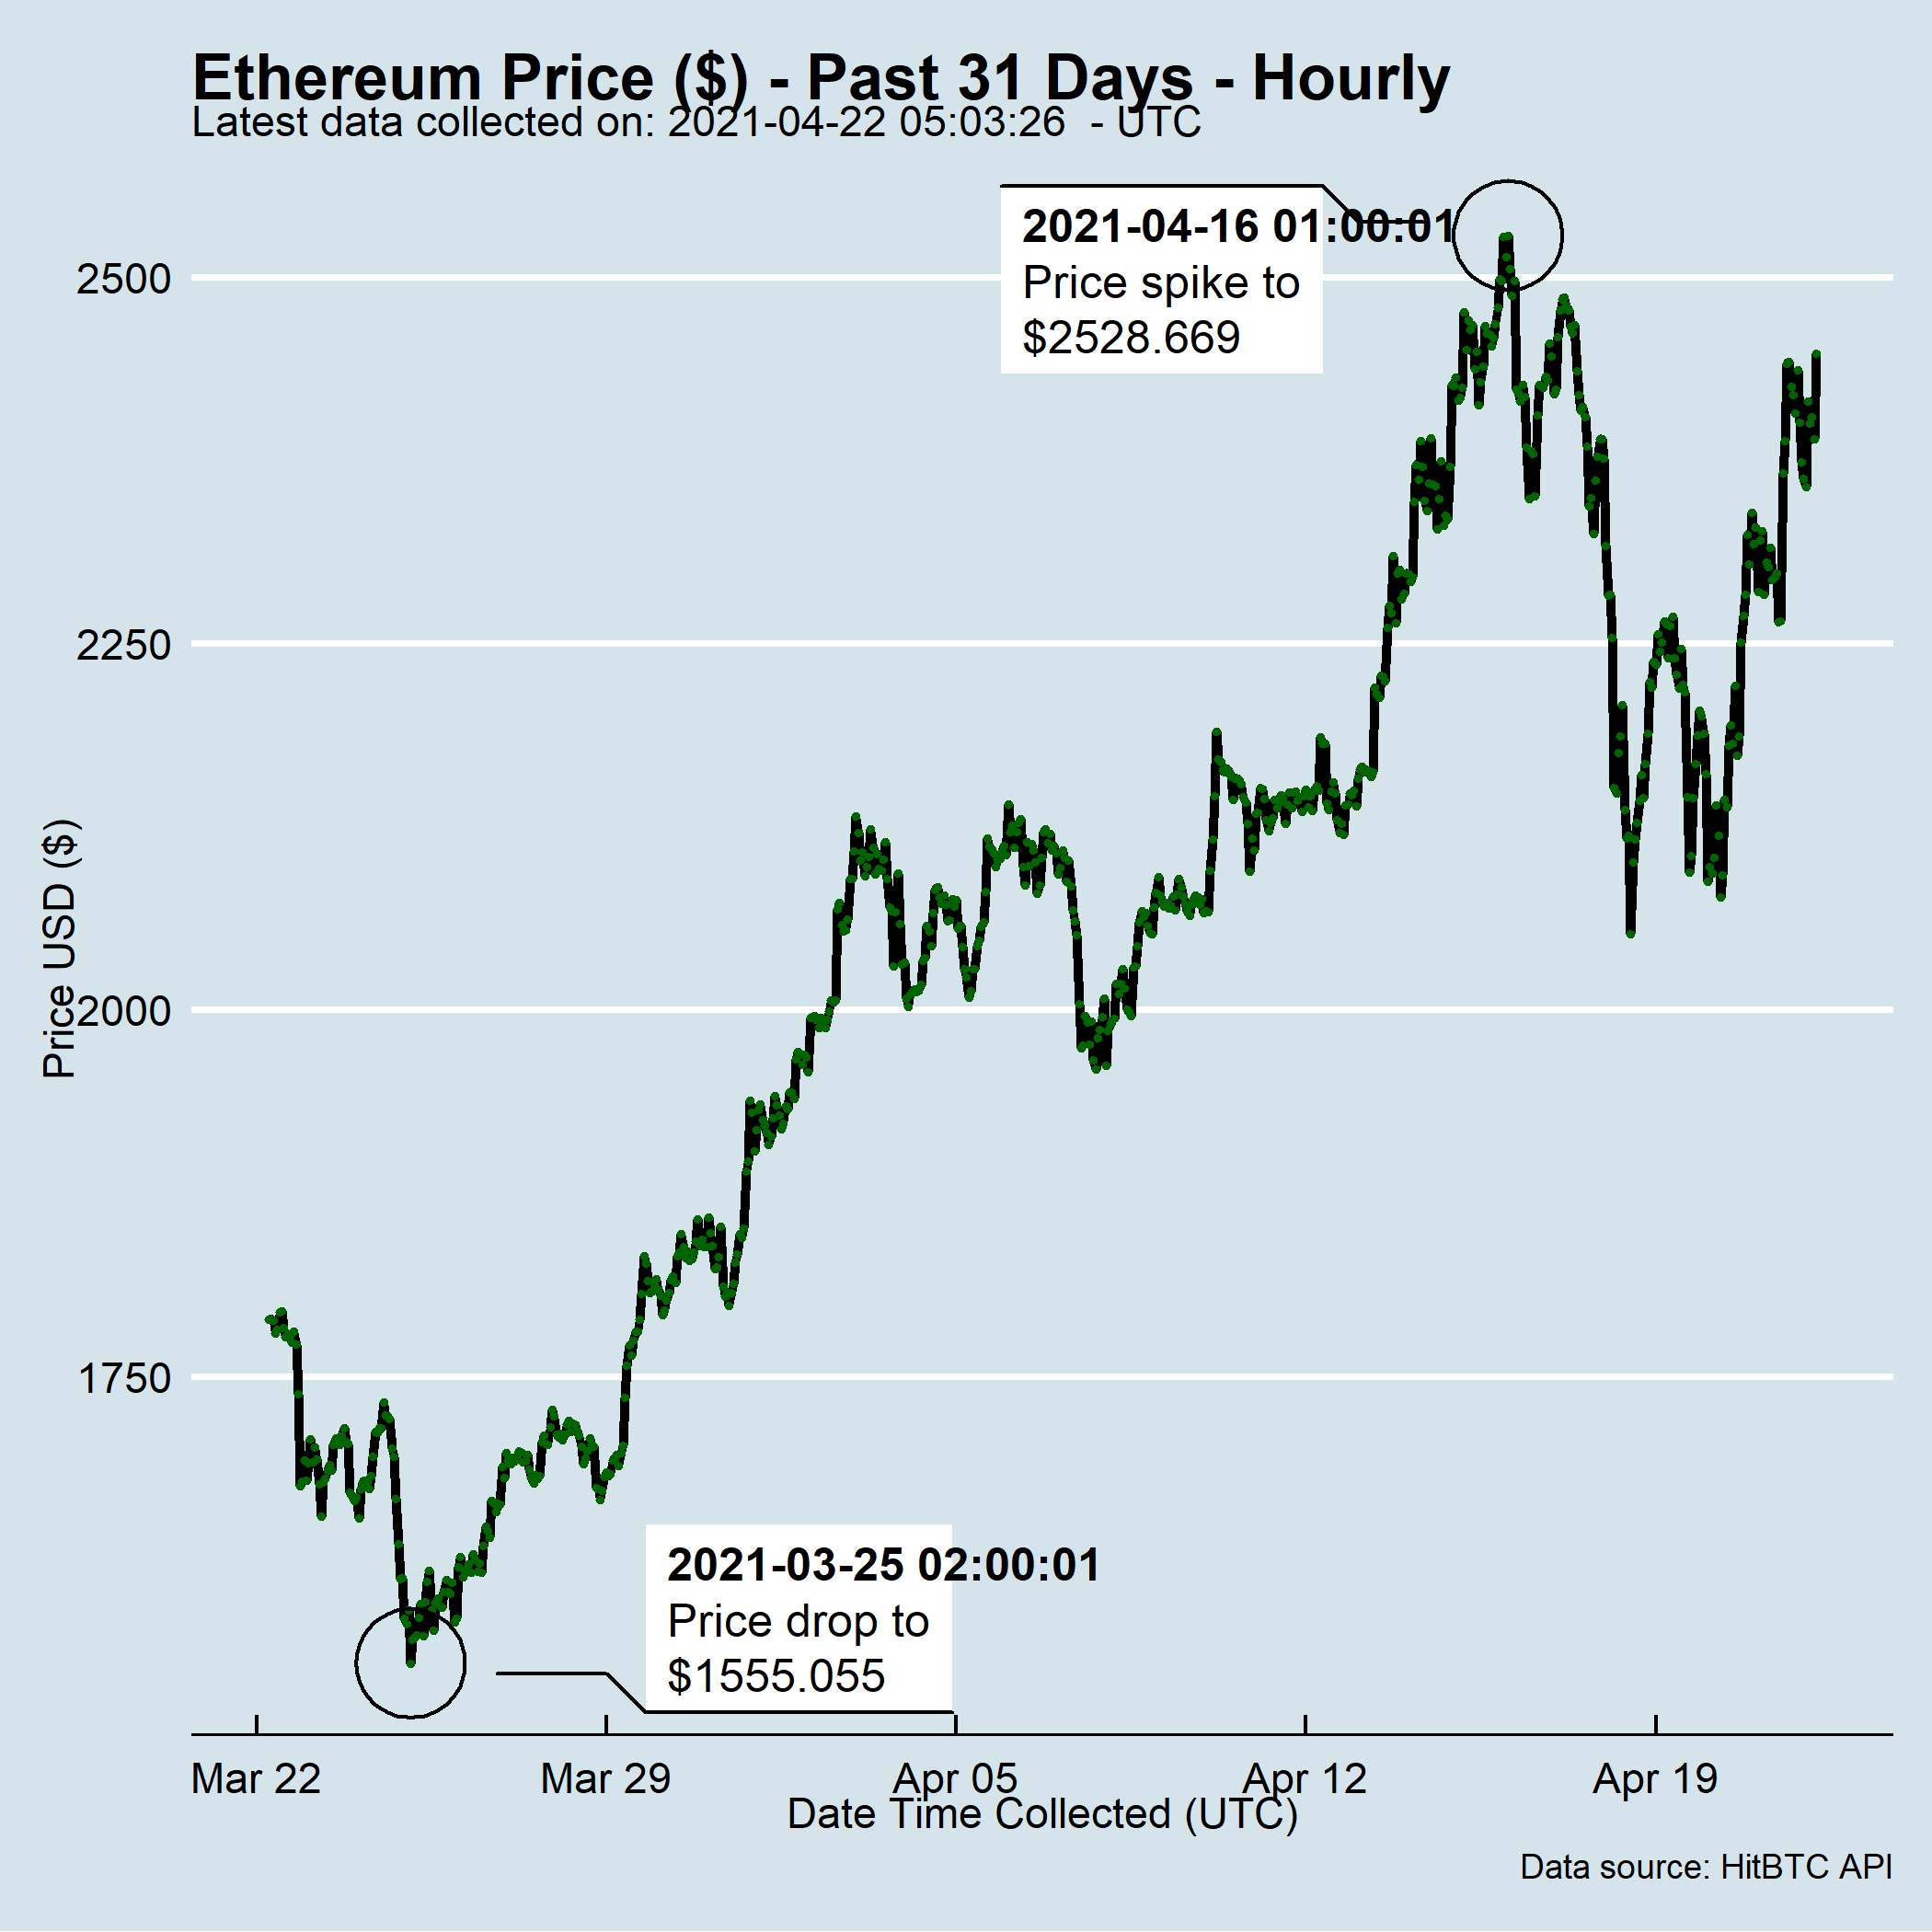 Ethereum Price ($) - Past 31 Days - Hourly
Latest data collected on: 2021-04-22 05:03:26  - UTC
2021-04-16 01:00:01
Price spike to
$2528.669
2500
2250
Price USD ($)
2000
1750
2021-03-25 02:00:01
Price drop to
$1555.055
Mar 22
Mar 29
Apr 05
Apr 12
Apr 19
Date Time Collected (UTC)
Data source: HitBTC API